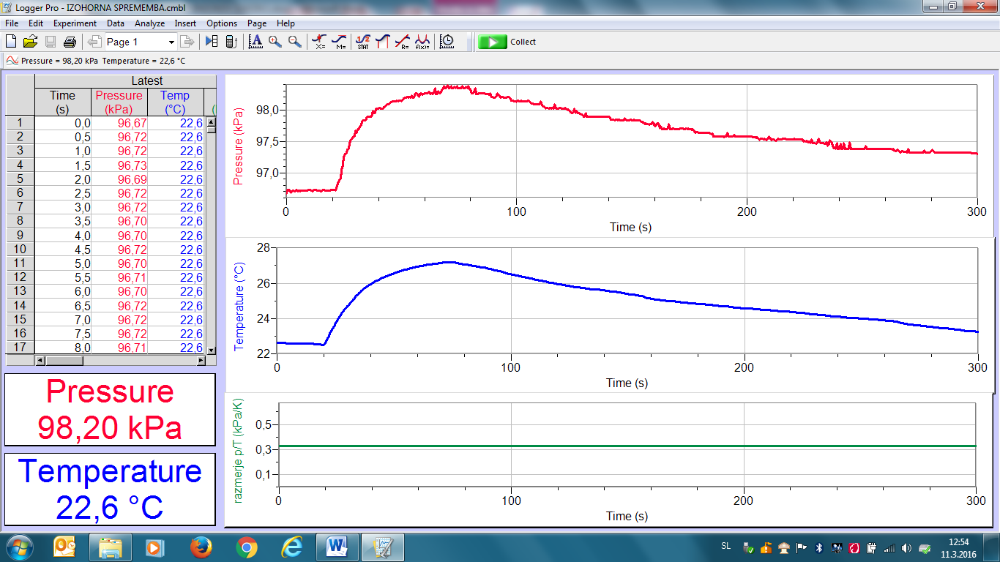 Logger Pro - IZOHORNA SPREMEMBA.cmbl
File Edit Experiment Data Analyze Insert Options Page Help
Page 1
X= M= 1/2 STAT R= f(x)=
Collect
Pressure = 98,20 kPa Temperature = 22,6 °C
Latest
Time Pressure Temp
(s) (kPa) (°C) (
1 0,0 96,67 22,6
2 0,5 96,72 22,6
3 1,0 96,72 22,6
4 1,5 96,73 22,6
5 2,0 96,69 22,6
6 2,5 96,72 22,6
7 3,0 96,72 22,6
8 3,5 96,70 22,6
9 4,0 96,70 22,6
10 4,5 96,72 22,6
11 5,0 96,70 22,6
12 5,5 96,71 22,6
13 6,0 96,70 22,6
14 6,5 96,72 22,6
15 7,0 96,72 22,6
16 7,5 96,72 22,6
17 8,0 96,71 22,6
Pressure
98,20 kPa
Temperature
22,6 °C
Pressure (kPa)
98,0
97,5
97,0
0 100 200 300
Time (s)
Temperature (°C)
28
26
24
22
0 100 200 300
Time (s)
razmerje p/T (kPa/K)
0,5
0,3
0,1
0 100 200 300
Time (s)
SL
12:54
11.3.2016